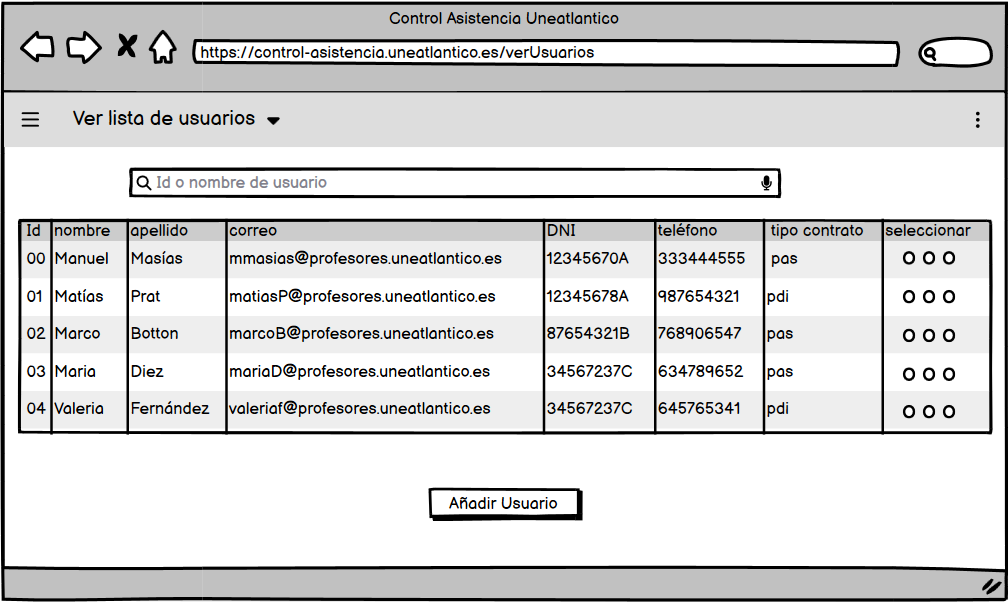 Control Asistencia Uneatlantico
https://control-asistencia.uneatlantico.es/verUsuarios
Ver lista de usuarios
Id o nombre de usuario
Id nombre apellido correo DNI teléfono tipo contrato seleccionar
00 Manuel Masías mmasias@profesores.uneatlantico.es 12345670A 333444555 pas
01 Matías Prat matiasP@profesores.uneatlantico.es 12345678A 987654321 pdi
02 Marco Botton marcoB@profesores.uneatlantico.es 87654321B 768906547 pas
03 Maria Diez mariaD@profesores.uneatlantico.es 34567237C 634789652 pas
04 Valeria Fernández valeriaf@profesores.uneatlantico.es 34567237C 645765341 pdi
Añadir Usuario